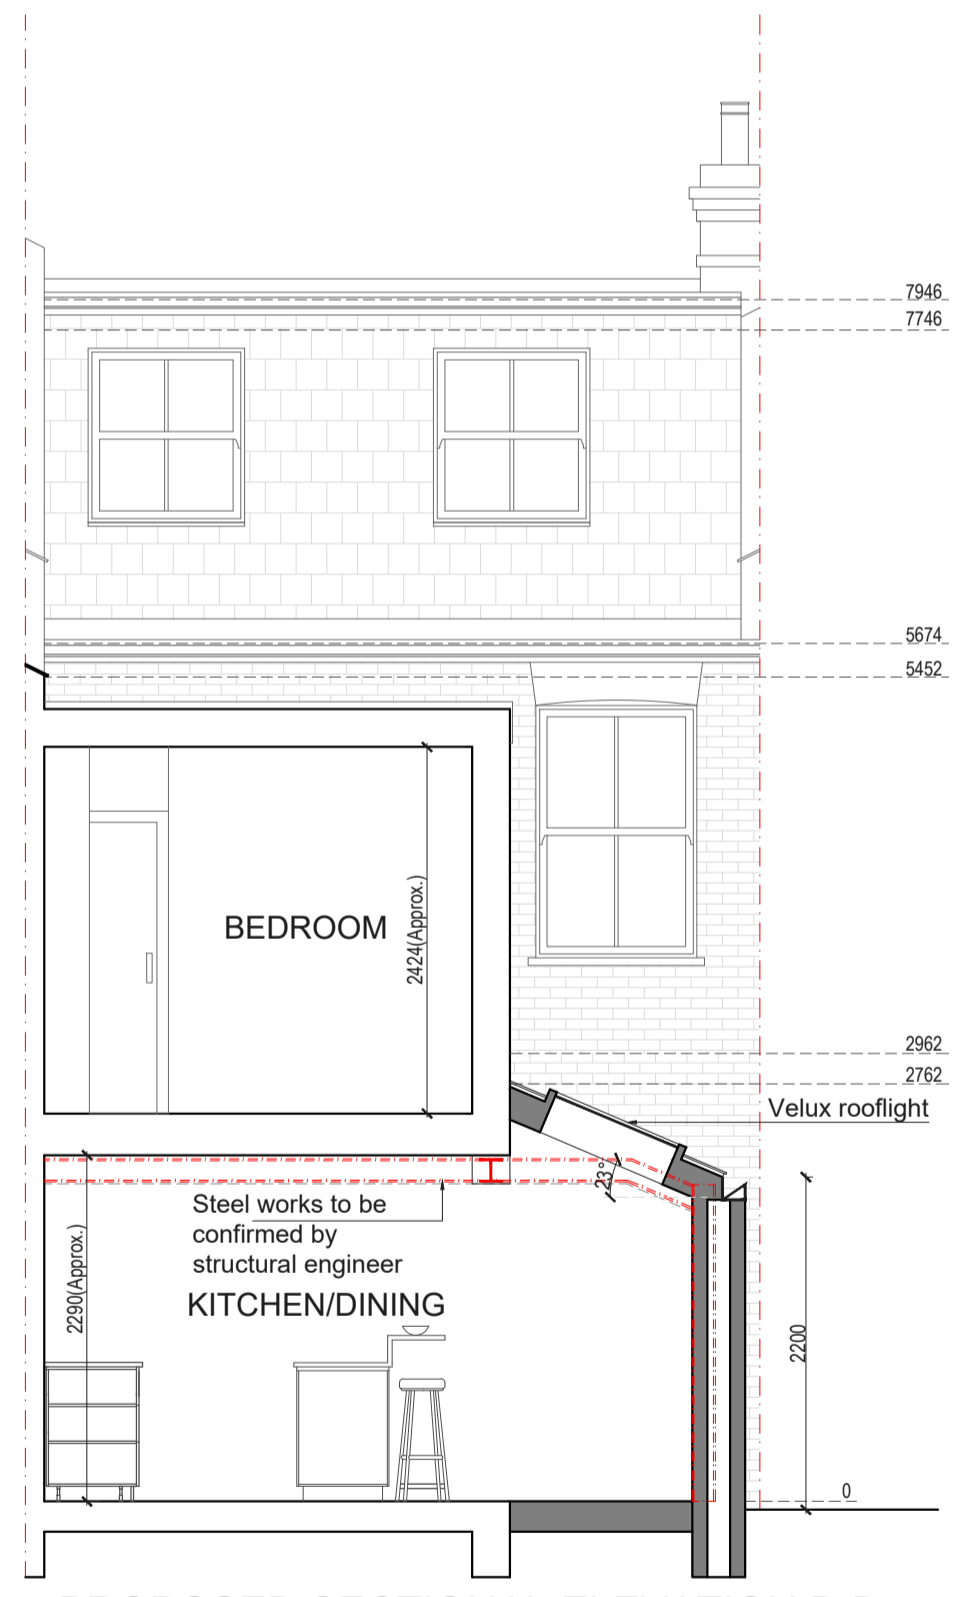 7946
7746
5674
5452
BEDROOM
2424(Approx.)
2962
2762
Velux rooflight
23°
Steel works to be
confirmed by
structural engineer
KITCHEN/DINING
2290(Approx.)
2200
0